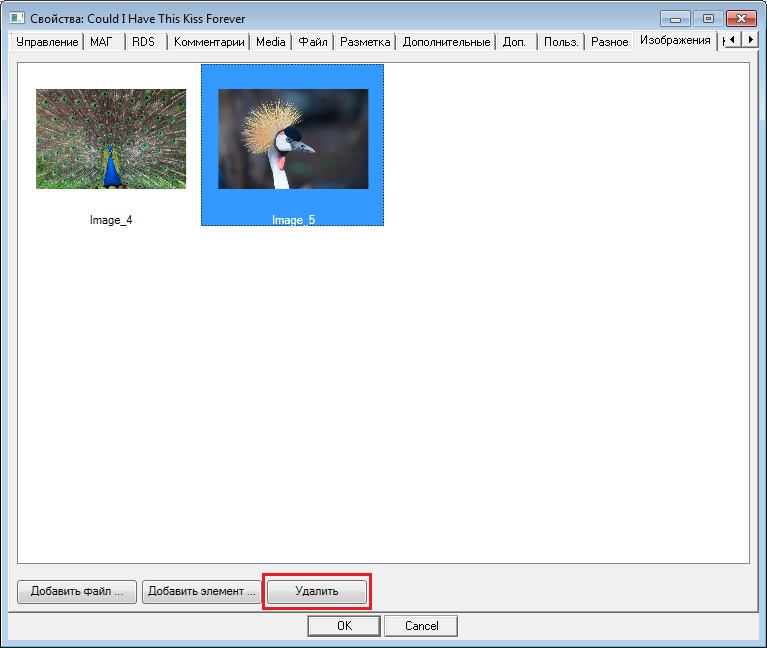 Свойства: Could I Have This Kiss Forever
Управление МАГ RDS Комментарии Media Файл Разметка Дополнительные Доп. Польз. Разное Изображения
Image_4 Image_5
Добавить файл ... Добавить элемент ... Удалить
OK Cancel